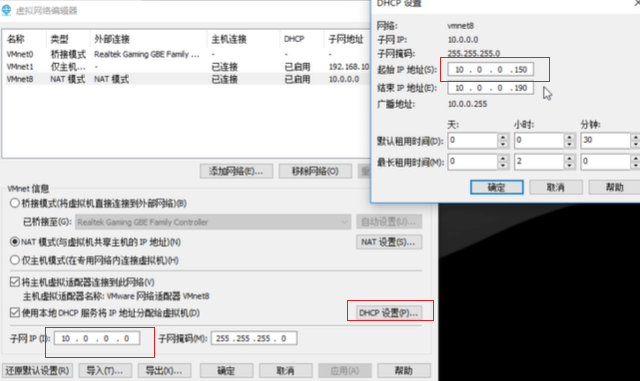 虚拟网络编辑器
名称 类型 外部连接 主机连接 DHCP 子网地址
VMnet0 桥接模式 Realtek Gaming GBE Family ... - -
VMnet1 仅主机... - 已连接 已启用 192.168.10
VMnet8 NAT 模式 NAT 模式 已连接 已启用 10.0.0.0
添加网络(E)... 移除网络(O)
VMnet 信息
桥接模式(将虚拟机直接连接到外部网络)(B)
已桥接至(G): Realtek Gaming GBE Family Controller 自动设置(U)...
NAT 模式(与虚拟机共享主机的 IP 地址)(N) NAT 设置(S)...
仅主机模式(在专用网络内连接虚拟机)(H)
将主机虚拟适配器连接到此网络(V)
主机虚拟适配器名称: VMware 网络适配器 VMnet8
使用本地 DHCP 服务将 IP 地址分配给虚拟机(D) DHCP 设置(P)...
子网 IP (I): 10 . 0 . 0 . 0 子网掩码(M): 255 . 255 . 255 . 0
还原默认设置(R) 导入(T)... 导出(X)... 确定 取消 应用(A) 帮助
DHCP 设置
网络: vmnet8
子网 IP: 10.0.0.0
子网掩码: 255.255.255.0
起始 IP 地址(S): 10 . 0 . 0 .150
结束 IP 地址(E): 10 . 0 . 0 .190
广播地址: 10.0.0.255
天: 小时: 分钟:
默认租用时间(D): 0 0 30
最长租用时间(M): 0 2 0
确定 取消 帮助